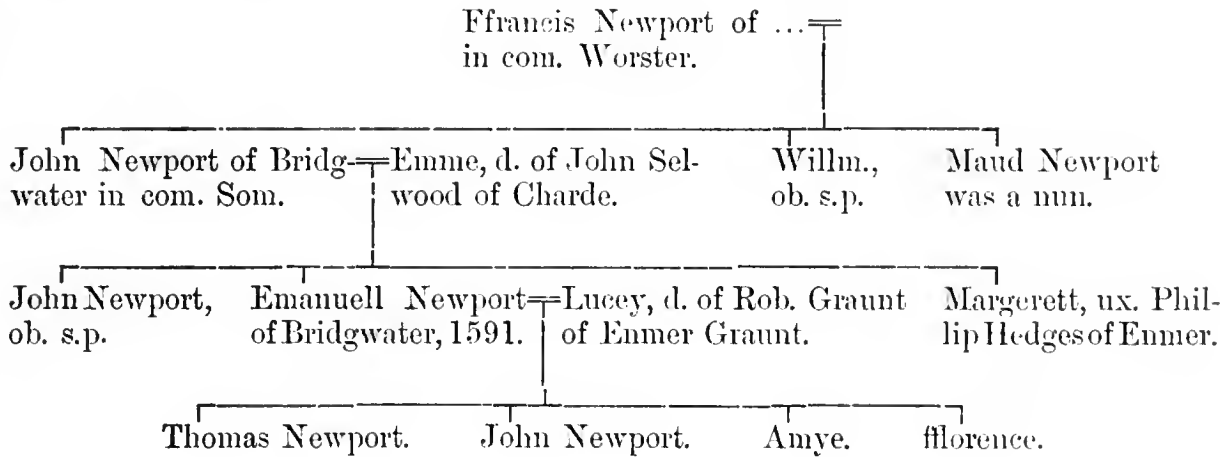 Ffrancis Newport of ...
in com. Worster.
John Newport of Bridg-
water in com. Som.
Emme, d. of John Sel-
wood of Charde.
Willm.,
ob. s.p.
Maud Newport
was a nun.
John Newport,
ob. s.p.
Emanuell Newport
of Bridgwater, 1591.
Lucey, d. of Rob. Graunt
of Enmer Graunt.
Margerett, ux. Phil-
lip Hedges of Enmer.
Thomas Newport.
John Newport.
Amye.
fflorence.